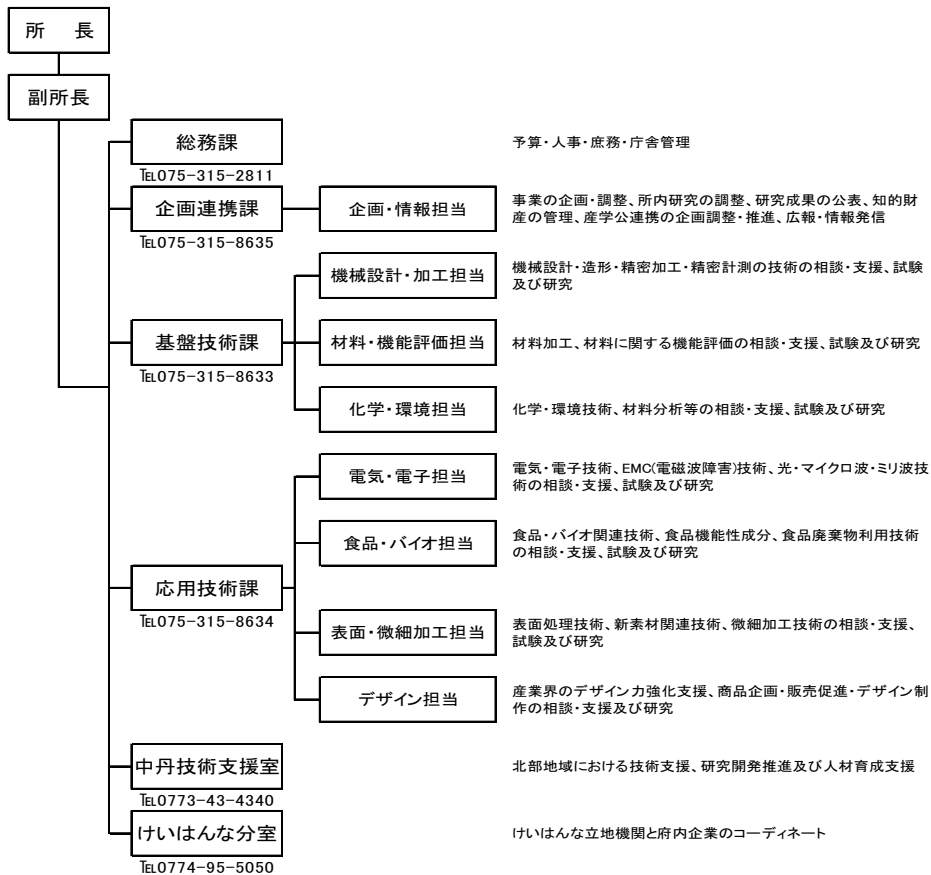 所　長
副所長
総務課
予算・人事・庶務・庁舎管理
℡075-315-2811
企画連携課
企画・情報担当
事業の企画・調整、所内研究の調整、研究成果の公表、知的財
産の管理、産学公連携の企画調整・推進、広報・情報発信
℡075-315-8635
機械設計・加工担当
機械設計・造形・精密加工・精密計測の技術の相談・支援、試験
及び研究
基盤技術課
℡075-315-8633
材料・機能評価担当
材料加工、材料に関する機能評価の相談・支援、試験及び研究
化学・環境担当
化学・環境技術、材料分析等の相談・支援、試験及び研究
電気・電子担当
電気・電子技術、EMC(電磁波障害)技術、光・マイクロ波・ミリ波技
術の相談・支援、試験及び研究
食品・バイオ担当
食品・バイオ関連技術、食品機能性成分、食品廃棄物利用技術
の相談・支援、試験及び研究
応用技術課
℡075-315-8634
表面・微細加工担当
表面処理技術、新素材関連技術、微細加工技術の相談・支援、
試験及び研究
デザイン担当
産業界のデザイン力強化支援、商品企画・販売促進・デザイン制
作の相談・支援及び研究
中丹技術支援室
北部地域における技術支援、研究開発推進及び人材育成支援
℡0773-43-4340
けいはんな分室
けいはんな立地機関と府内企業のコーディネート
℡0774-95-5050